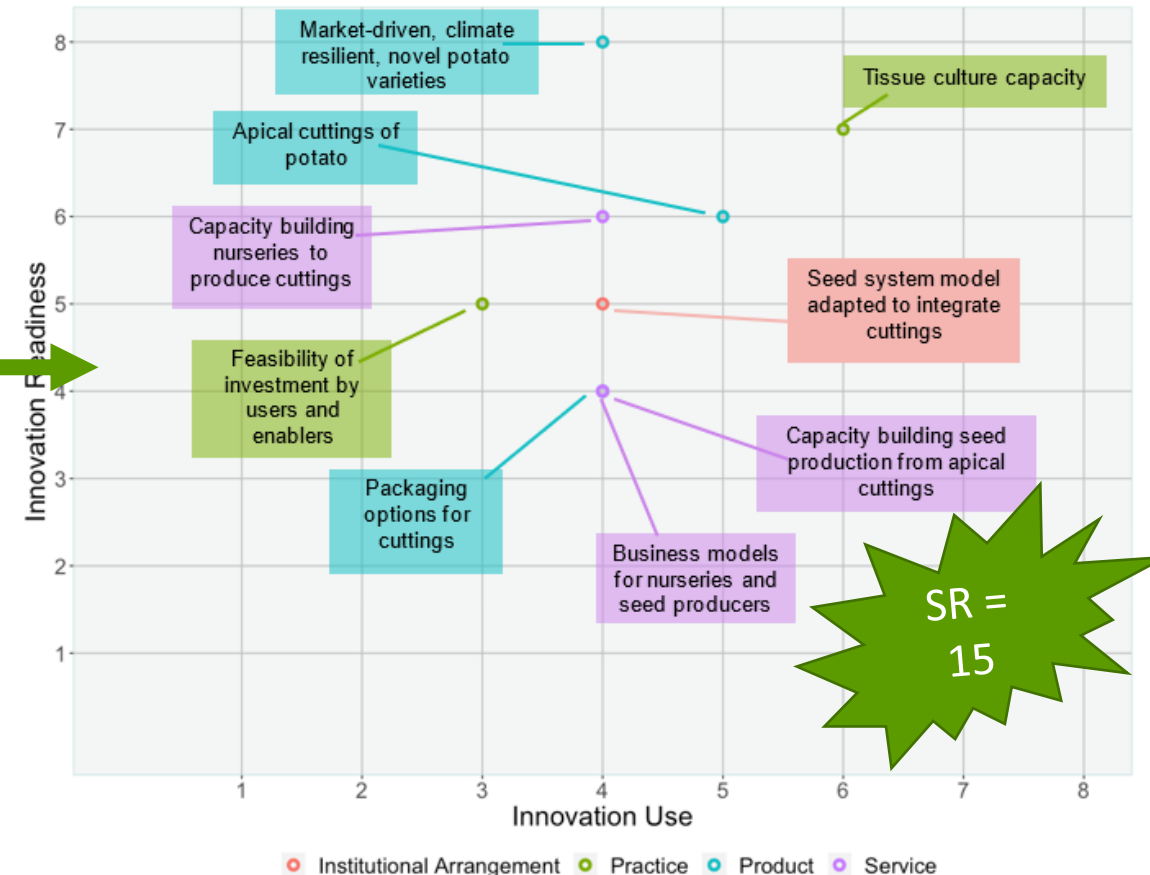 Market-driven, climate
resilient, novel potato
varieties
Tissue culture capacity
Apical cuttings of
potato
Capacity building
nurseries to
produce cuttings
Seed system model
adapted to integrate
cuttings
Feasibility of
investment by
users and
enablers
Capacity building seed
production from apical
cuttings
Packaging
options for
cuttings
Business models
for nurseries and
seed producers
SR =
15
Innovation Readiness
8
7
6
5
4
3
2
1
1 2 3 4 5 6 7 8
Innovation Use
Institutional Arrangement Practice Product Service